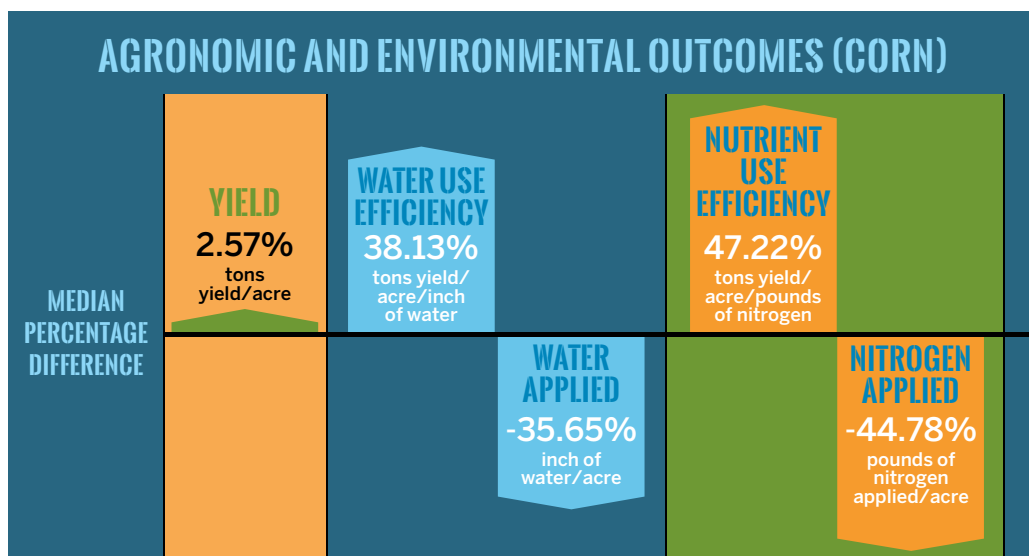 AGRONOMIC AND ENVIRONMENTAL OUTCOMES (CORN)
MEDIAN
PERCENTAGE
DIFFERENCE
YIELD
2.57%
tons
yield/acre
WATER USE
EFFICIENCY
38.13%
tons yield/
acre/inch
of water
WATER
APPLIED
-35.65%
inch of
water/acre
NUTRIENT
USE
EFFICIENCY
47.22%
tons yield/
acre/pounds
of nitrogen
NITROGEN
APPLIED
-44.78%
pounds of
nitrogen
applied/acre